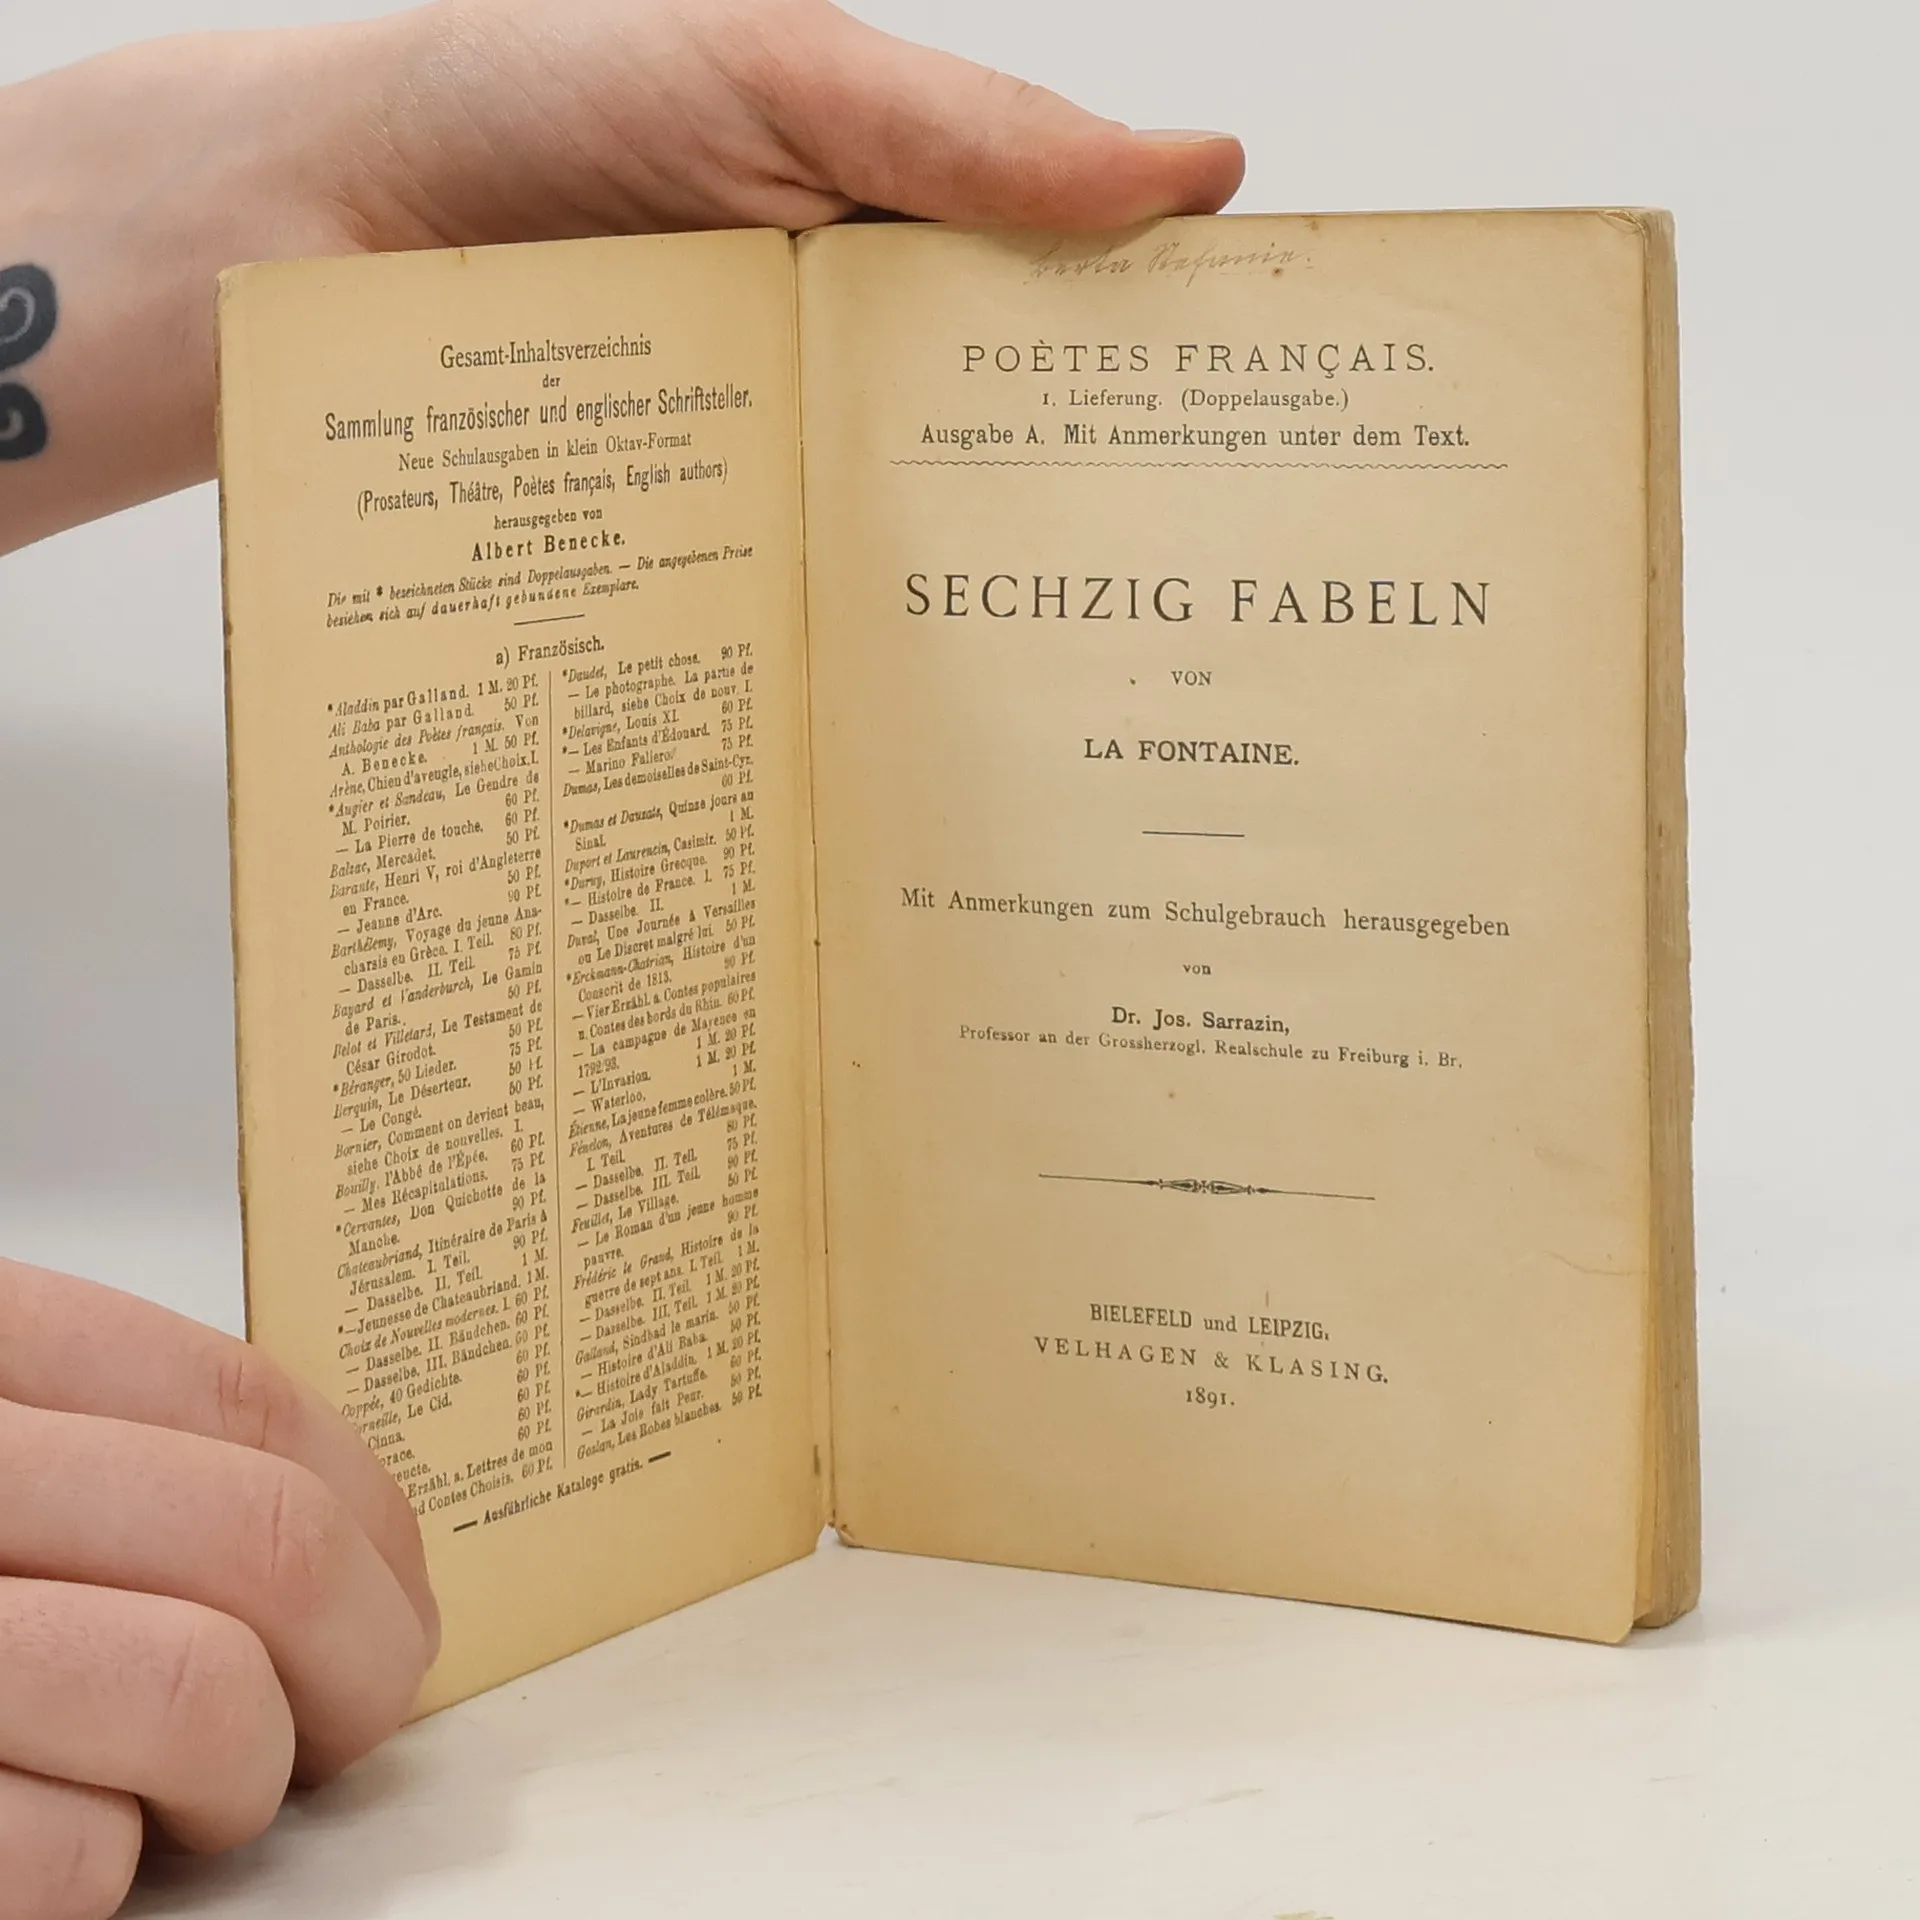 Gesamt-Inhaltsverzeichnis
der
Sammlung französischer und englischer Schriftsteller.
Neue Schulausgaben in klein Oktav-Format
(Prosateurs, Théâtre, Poètes français, English authors)
herausgegeben von
Albert Benecke.
Die mit * bezeichneten Stücke sind Doppelausgaben. — Die angegebenen Preise
beziehen sich auf dauerhaft gebundene Exemplare.
a) Französisch.
*Aladdin par Galland. 1 M. 20 Pf.
Ali Baba par Galland. 50 Pf.
Anthologie des Poètes français. Von
A. Benecke. 1 M. 50 Pf.
Arène, Chien d'aveugle, siehe Choix. I.
*Augier et Sandeau, Le Gendre de
M. Poirier. 60 Pf.
— La Pierre de touche. 60 Pf.
Balzac, Mercadet. 50 Pf.
Barante, Henri V, roi d'Angleterre
en France. 50 Pf.
— Jeanne d'Arc. 90 Pf.
Barthélemy, Voyage du jeune Ana-
charsis en Grèce. I. Teil. 80 Pf.
— Dasselbe. II. Teil. 75 Pf.
Bayard et Vanderburch, Le Gamin
de Paris. 50 Pf.
Belot et Villetard, Le Testament de
César Girodot. 50 Pf.
*Béranger, 50 Lieder. 75 Pf.
Berquin, Le Déserteur. 50 Pf.
— Le Congé. 50 Pf.
Bornier, Comment on devient beau,
siehe Choix de nouvelles. I.
Bouilly, l'Abbé de l'Épée. 60 Pf.
— Mes Récapitulations. 75 Pf.
*Cervantes, Don Quichotte de la
Manche. 90 Pf.
Chateaubriand, Itinéraire de Paris à
Jérusalem. I. Teil. 90 Pf.
— Dasselbe. II. Teil. 1 M.
*— Jeunesse de Chateaubriand. 1 M.
Choix de Nouvelles modernes. I. 60 Pf.
— Dasselbe. II. Bändchen. 60 Pf.
— Dasselbe. III. Bändchen. 60 Pf.
Coppée, 40 Gedichte. 60 Pf.
Corneille, Le Cid. 60 Pf.
Cinna. 60 Pf.
orace. 60 Pf.
eucte. 60 Pf.
Erzähl. a. Lettres de mon
d Contes Choisis. 60 Pf.
*Daudet, Le petit chose. 90 Pf.
— Le photographe. La partie de
billard, siehe Choix de nouv. I.
*Delavigne, Louis XI. 60 Pf.
*— Les Enfants d'Édouard. 75 Pf.
— Marino Faliero. 75 Pf.
Dumas, Les demoiselles de Saint-Cyr.
60 Pf.
*Dumas et Dauzats, Quinze jours au
Sinaï. 1 M.
Duport et Laurencin, Casimir. 50 Pf.
*Duruy, Histoire Grecque. 90 Pf.
*— Histoire de France. I. 75 Pf.
— Dasselbe. II. 1 M.
Duval, Une Journée à Versailles
ou Le Discret malgré lui. 50 Pf.
*Erckmann-Chatrian, Histoire d'un
Conscrit de 1813. 90 Pf.
— Vier Erzähl. a. Contes populaires
u. Contes des bords du Rhin. 60 Pf.
— La campagne de Mayence en
1792/93. 1 M. 20 Pf.
— L'Invasion. 1 M. 20 Pf.
— Waterloo. 1 M.
Étienne, La jeune femme colère. 50 Pf.
Fénelon, Aventures de Télémaque.
I. Teil. 80 Pf.
— Dasselbe. II. Teil. 75 Pf.
— Dasselbe. III. Teil. 90 Pf.
Feuillet, Le Village. 50 Pf.
— Le Roman d'un jeune homme
pauvre. 90 Pf.
Frédéric le Grand, Histoire de la
guerre de sept ans. I. Teil. 1 M.
— Dasselbe. II. Teil. 1 M. 20 Pf.
— Dasselbe. III. Teil. 1 M. 20 Pf.
Galland, Sindbad le marin. 50 Pf.
— Histoire d'Ali Baba. 50 Pf.
*— Histoire d'Aladdin. 1 M. 20 Pf.
Girardin, Lady Tartuffe. 60 Pf.
— La Joie fait Peur. 50 Pf.
Gozlan, Les Robes blanches. 50 Pf.
— Ausführliche Kataloge gratis. —
Berta Stefanie.
POÈTES FRANÇAIS.
1. Lieferung. (Doppelausgabe.)
Ausgabe A. Mit Anmerkungen unter dem Text.
SECHZIG FABELN
VON
LA FONTAINE.
Mit Anmerkungen zum Schulgebrauch herausgegeben
von
Dr. Jos. Sarrazin,
Professor an der Grossherzogl. Realschule zu Freiburg i. Br.
BIELEFELD und LEIPZIG.
VELHAGEN & KLASING.
1891.